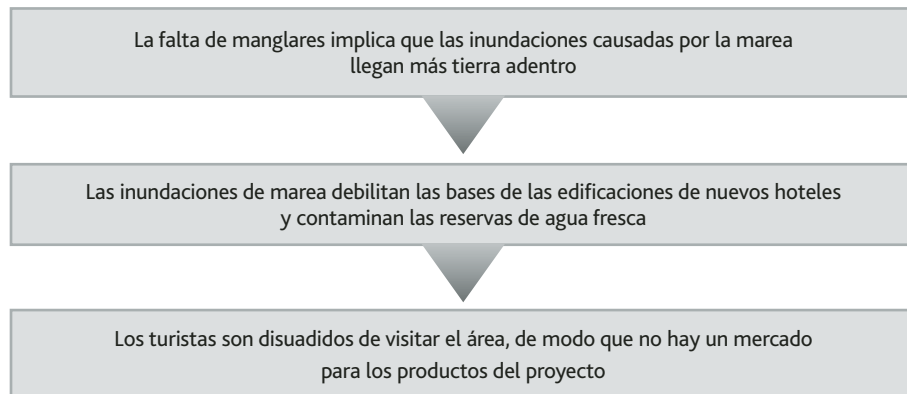 La falta de manglares implica que las inundaciones causadas por la marea
llegan más tierra adentro
Las inundaciones de marea debilitan las bases de las edificaciones de nuevos hoteles
y contaminan las reservas de agua fresca
Los turistas son disuadidos de visitar el área, de modo que no hay un mercado
para los productos del proyecto